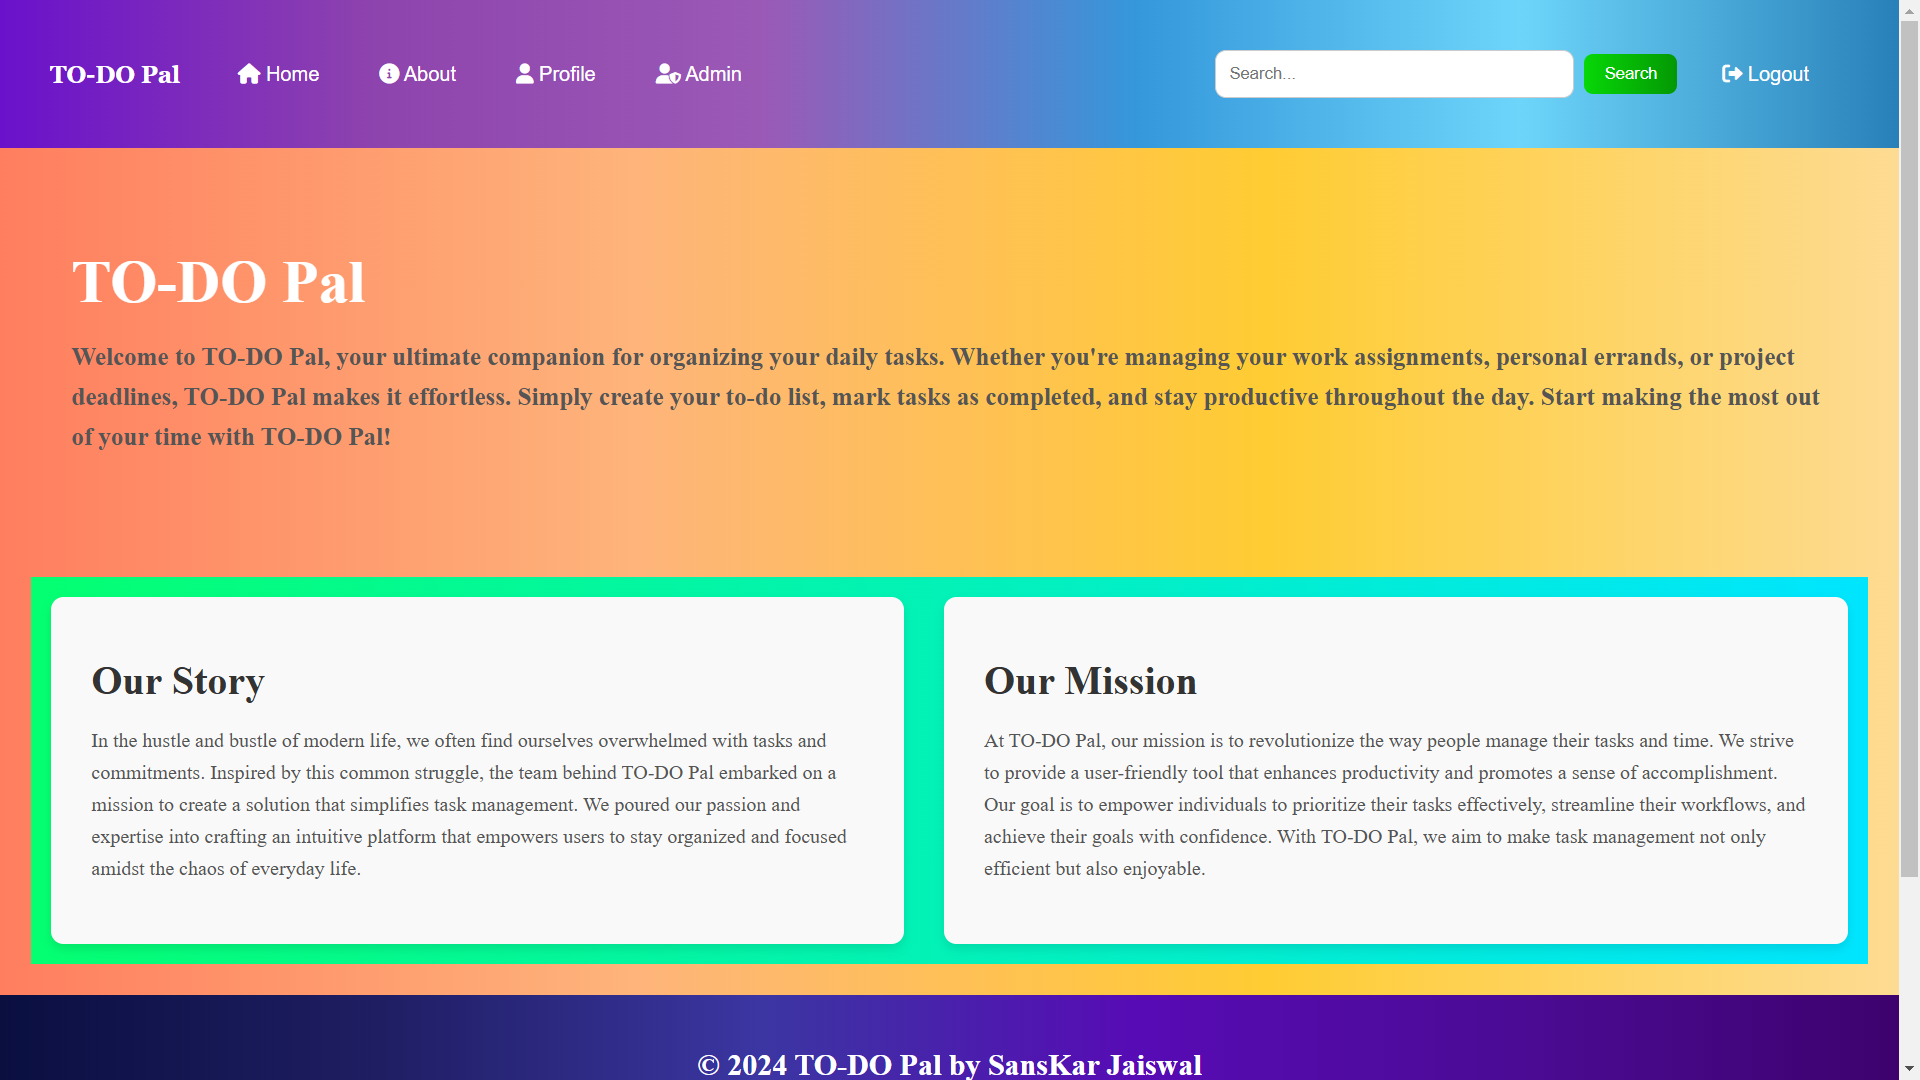 TO-DO Pal Home About Profile Admin Search... Search Logout
TO-DO Pal
Welcome to TO-DO Pal, your ultimate companion for organizing your daily tasks. Whether you're managing your work assignments, personal errands, or project
deadlines, TO-DO Pal makes it effortless. Simply create your to-do list, mark tasks as completed, and stay productive throughout the day. Start making the most out
of your time with TO-DO Pal!
Our Story
In the hustle and bustle of modern life, we often find ourselves overwhelmed with tasks and
commitments. Inspired by this common struggle, the team behind TO-DO Pal embarked on a
mission to create a solution that simplifies task management. We poured our passion and
expertise into crafting an intuitive platform that empowers users to stay organized and focused
amidst the chaos of everyday life.
Our Mission
At TO-DO Pal, our mission is to revolutionize the way people manage their tasks and time. We strive
to provide a user-friendly tool that enhances productivity and promotes a sense of accomplishment.
Our goal is to empower individuals to prioritize their tasks effectively, streamline their workflows, and
achieve their goals with confidence. With TO-DO Pal, we aim to make task management not only
efficient but also enjoyable.
© 2024 TO-DO Pal by SansKar Jaiswal